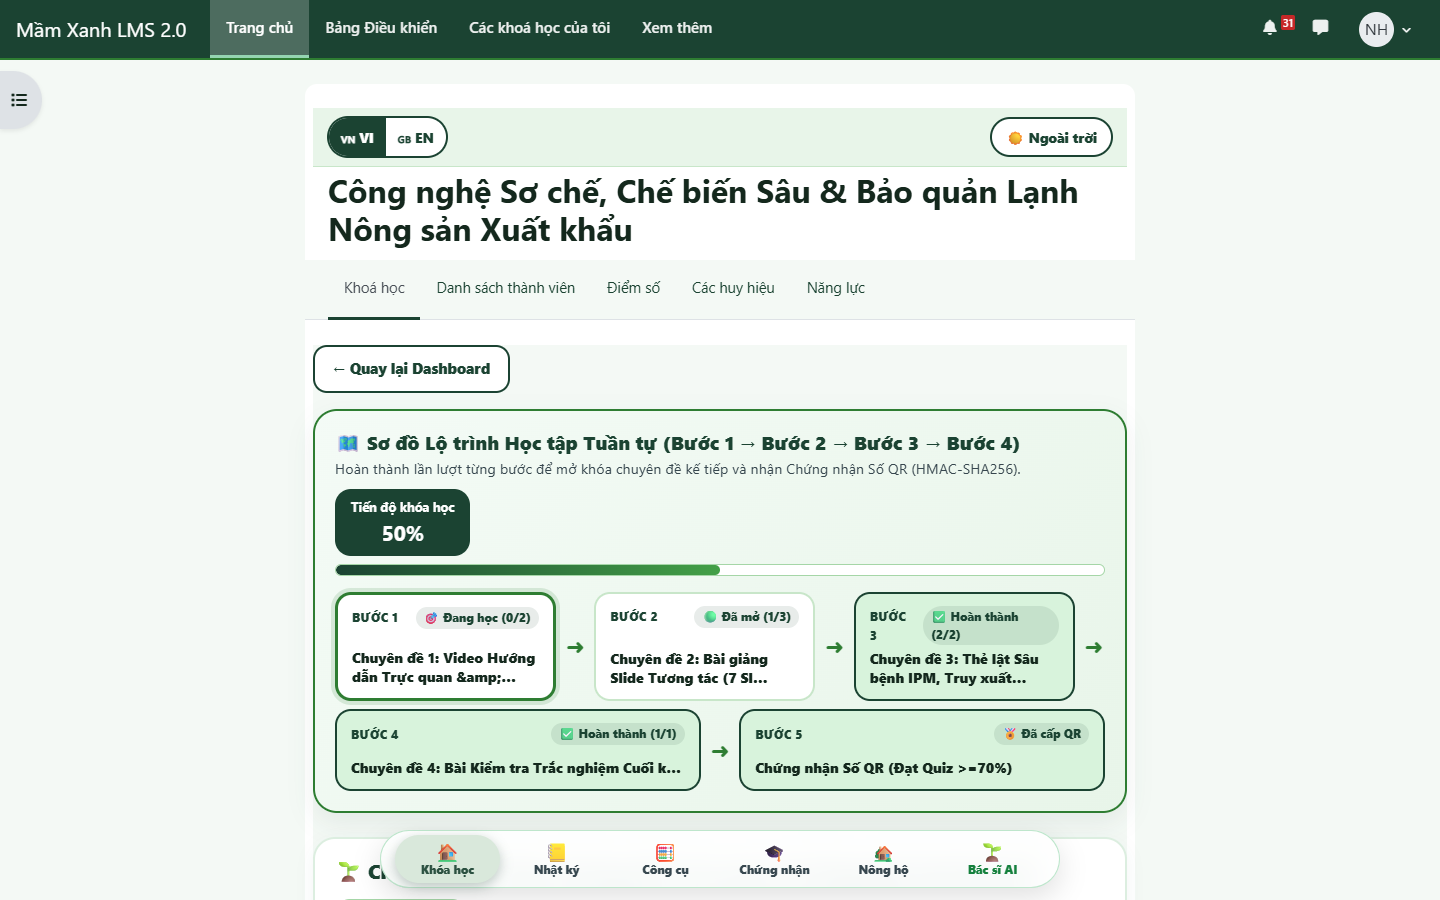 Mầm Xanh LMS 2.0
Trang chủ
Bảng Điều khiển
Các khoá học của tôi
Xem thêm
31
NH
VN VI
GB EN
Ngoài trời
Công nghệ Sơ chế, Chế biến Sâu & Bảo quản Lạnh
Nông sản Xuất khẩu
Khoá học
Danh sách thành viên
Điểm số
Các huy hiệu
Năng lực
← Quay lại Dashboard
Sơ đồ Lộ trình Học tập Tuần tự (Bước 1 → Bước 2 → Bước 3 → Bước 4)
Hoàn thành lần lượt từng bước để mở khóa chuyên đề kế tiếp và nhận Chứng nhận Số QR (HMAC-SHA256).
Tiến độ khóa học
50%
BƯỚC 1
Đang học (0/2)
Chuyên đề 1: Video Hướng
dẫn Trực quan &amp;...
➔
BƯỚC 2
Đã mở (1/3)
Chuyên đề 2: Bài giảng
Slide Tương tác (7 Sl...
➔
BƯỚC
3
Hoàn thành
(2/2)
Chuyên đề 3: Thẻ lật Sâu
bệnh IPM, Truy xuất...
➔
BƯỚC 4
Hoàn thành (1/1)
Chuyên đề 4: Bài Kiểm tra Trắc nghiệm Cuối k...
➔
BƯỚC 5
Đã cấp QR
Chứng nhận Số QR (Đạt Quiz >=70%)
Khóa học
Nhật ký
Công cụ
Chứng nhận
Nông hộ
Bác sĩ AI